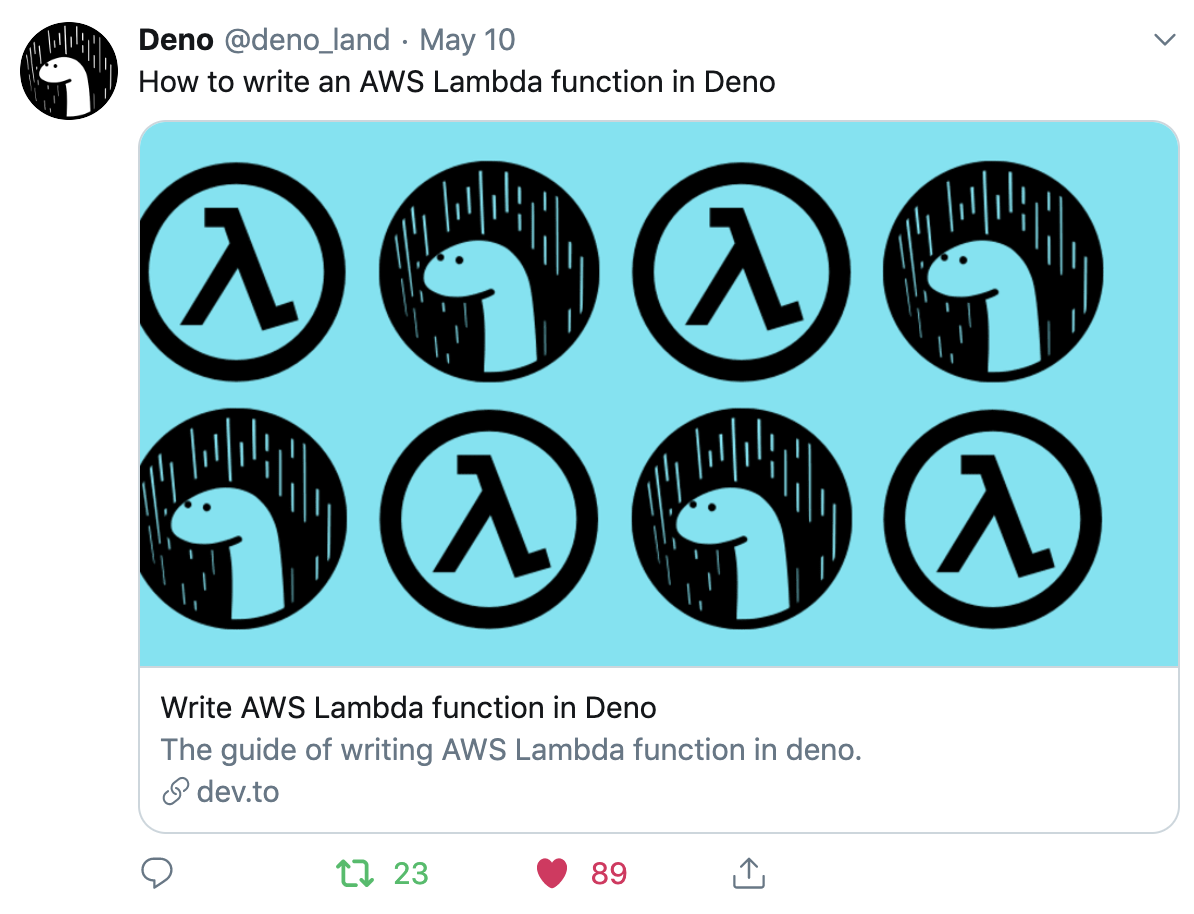 Deno @deno_land · May 10
How to write an AWS Lambda function in Deno
λ λ
λ λ
Write AWS Lambda function in Deno
The guide of writing AWS Lambda function in deno.
dev.to
23 89